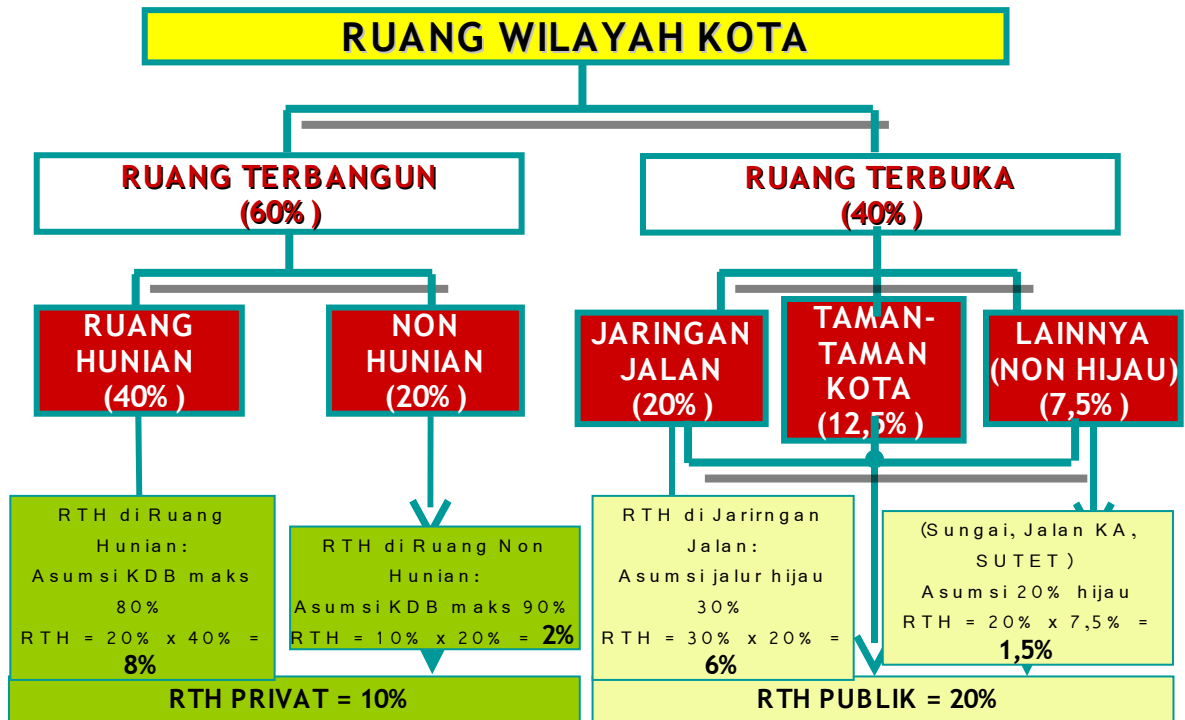 RUANG WILAYAH KOTA
RUANG TERBANGUN
(60% )
RUANG TERBUKA
(40% )
RUANG
HUNIAN
(40% )
NON
HUNIAN
(20% )
JARINGAN
JALAN
(20% )
TAMAN-
TAMAN
KOTA
(12,5% )
LAINNYA
(NON HIJAU)
(7,5% )
RTH di Ruang
Hunian:
Asumsi KDB maks
80%
RTH = 20% x 40% =
8%
RTH di Ruang Non
Hunian:
Asumsi KDB maks 90%
RTH = 10% x 20% = 2%
RTH di Jarirngan
Jalan:
Asumsi jalur hijau
30%
RTH = 30% x 20% =
6%
(Sungai, Jalan KA,
SUTET )
Asumsi 20% hijau
RTH = 20% x 7,5% =
1,5%
RTH PRIVAT = 10%
RTH PUBLIK = 20%